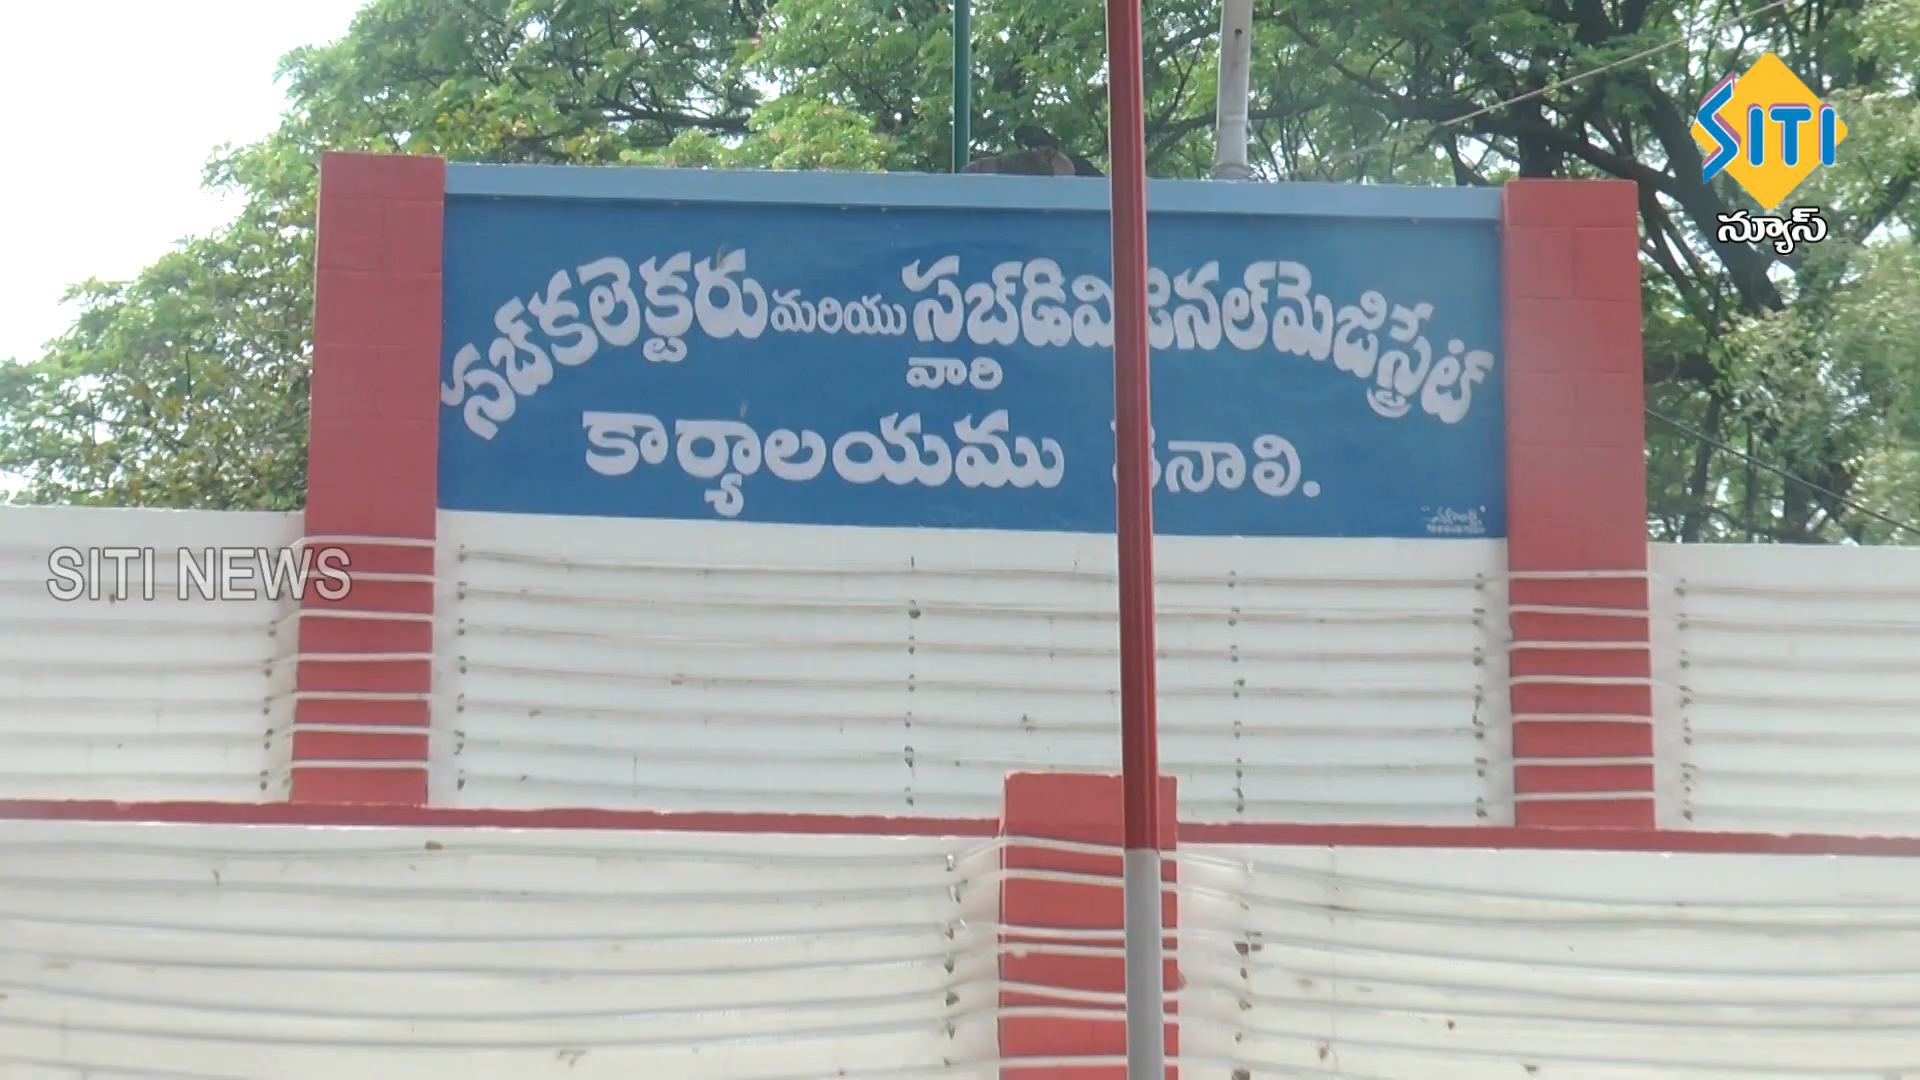 SITI
న్యూస్
సబ్ కలెక్టరు మరియు సబ్ డివిజనల్ మెజిస్ట్రేట్
వారి
కార్యాలయము తెనాలి.
SITI NEWS